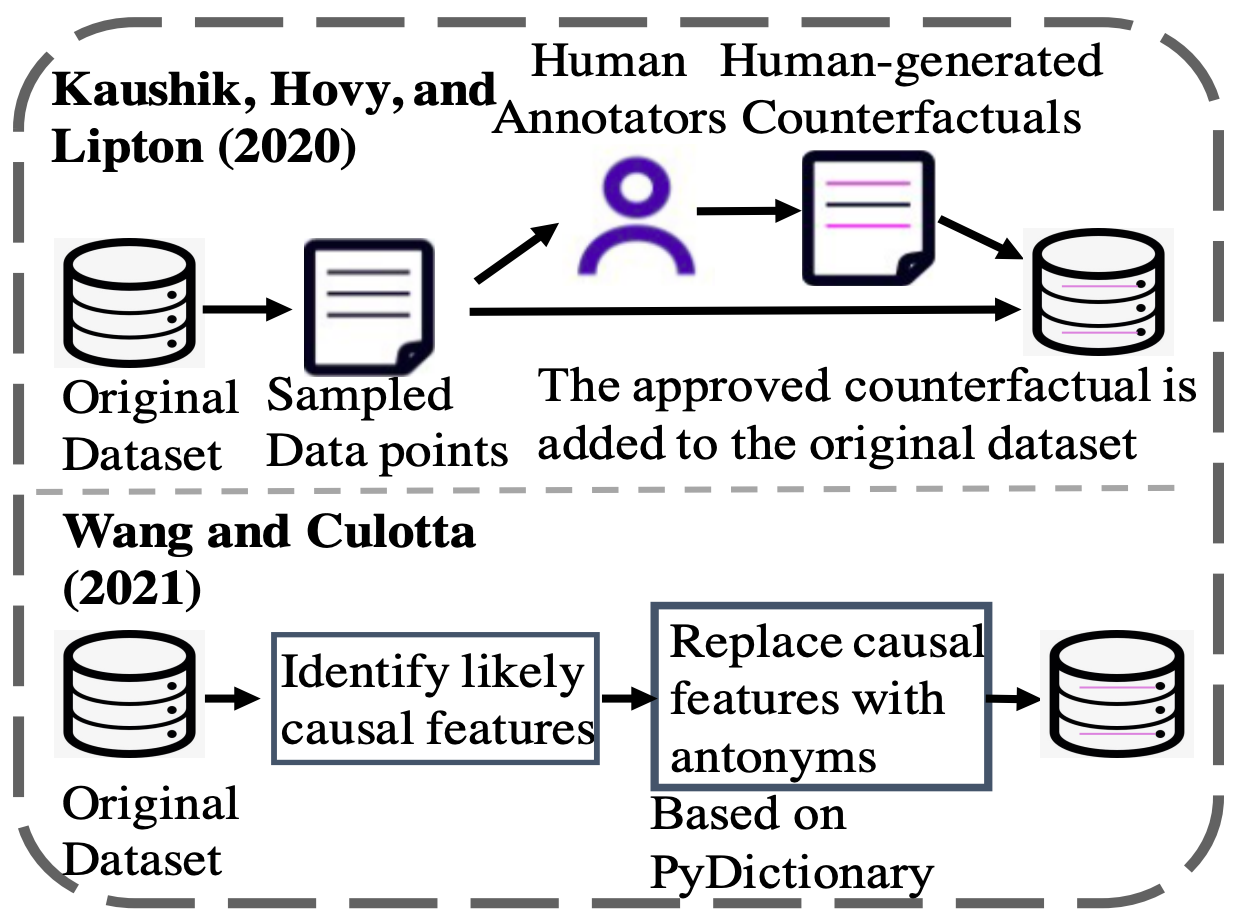 Kaushik, Hovy, and
Lipton (2020)
Human
Annotators
Human-generated
Counterfactuals
Original
Dataset
Sampled
Data points
The approved counterfactual is
added to the original dataset
Wang and Culotta
(2021)
Original
Dataset
Identify likely
causal features
Replace causal
features with
antonyms
Based on
PyDictionary